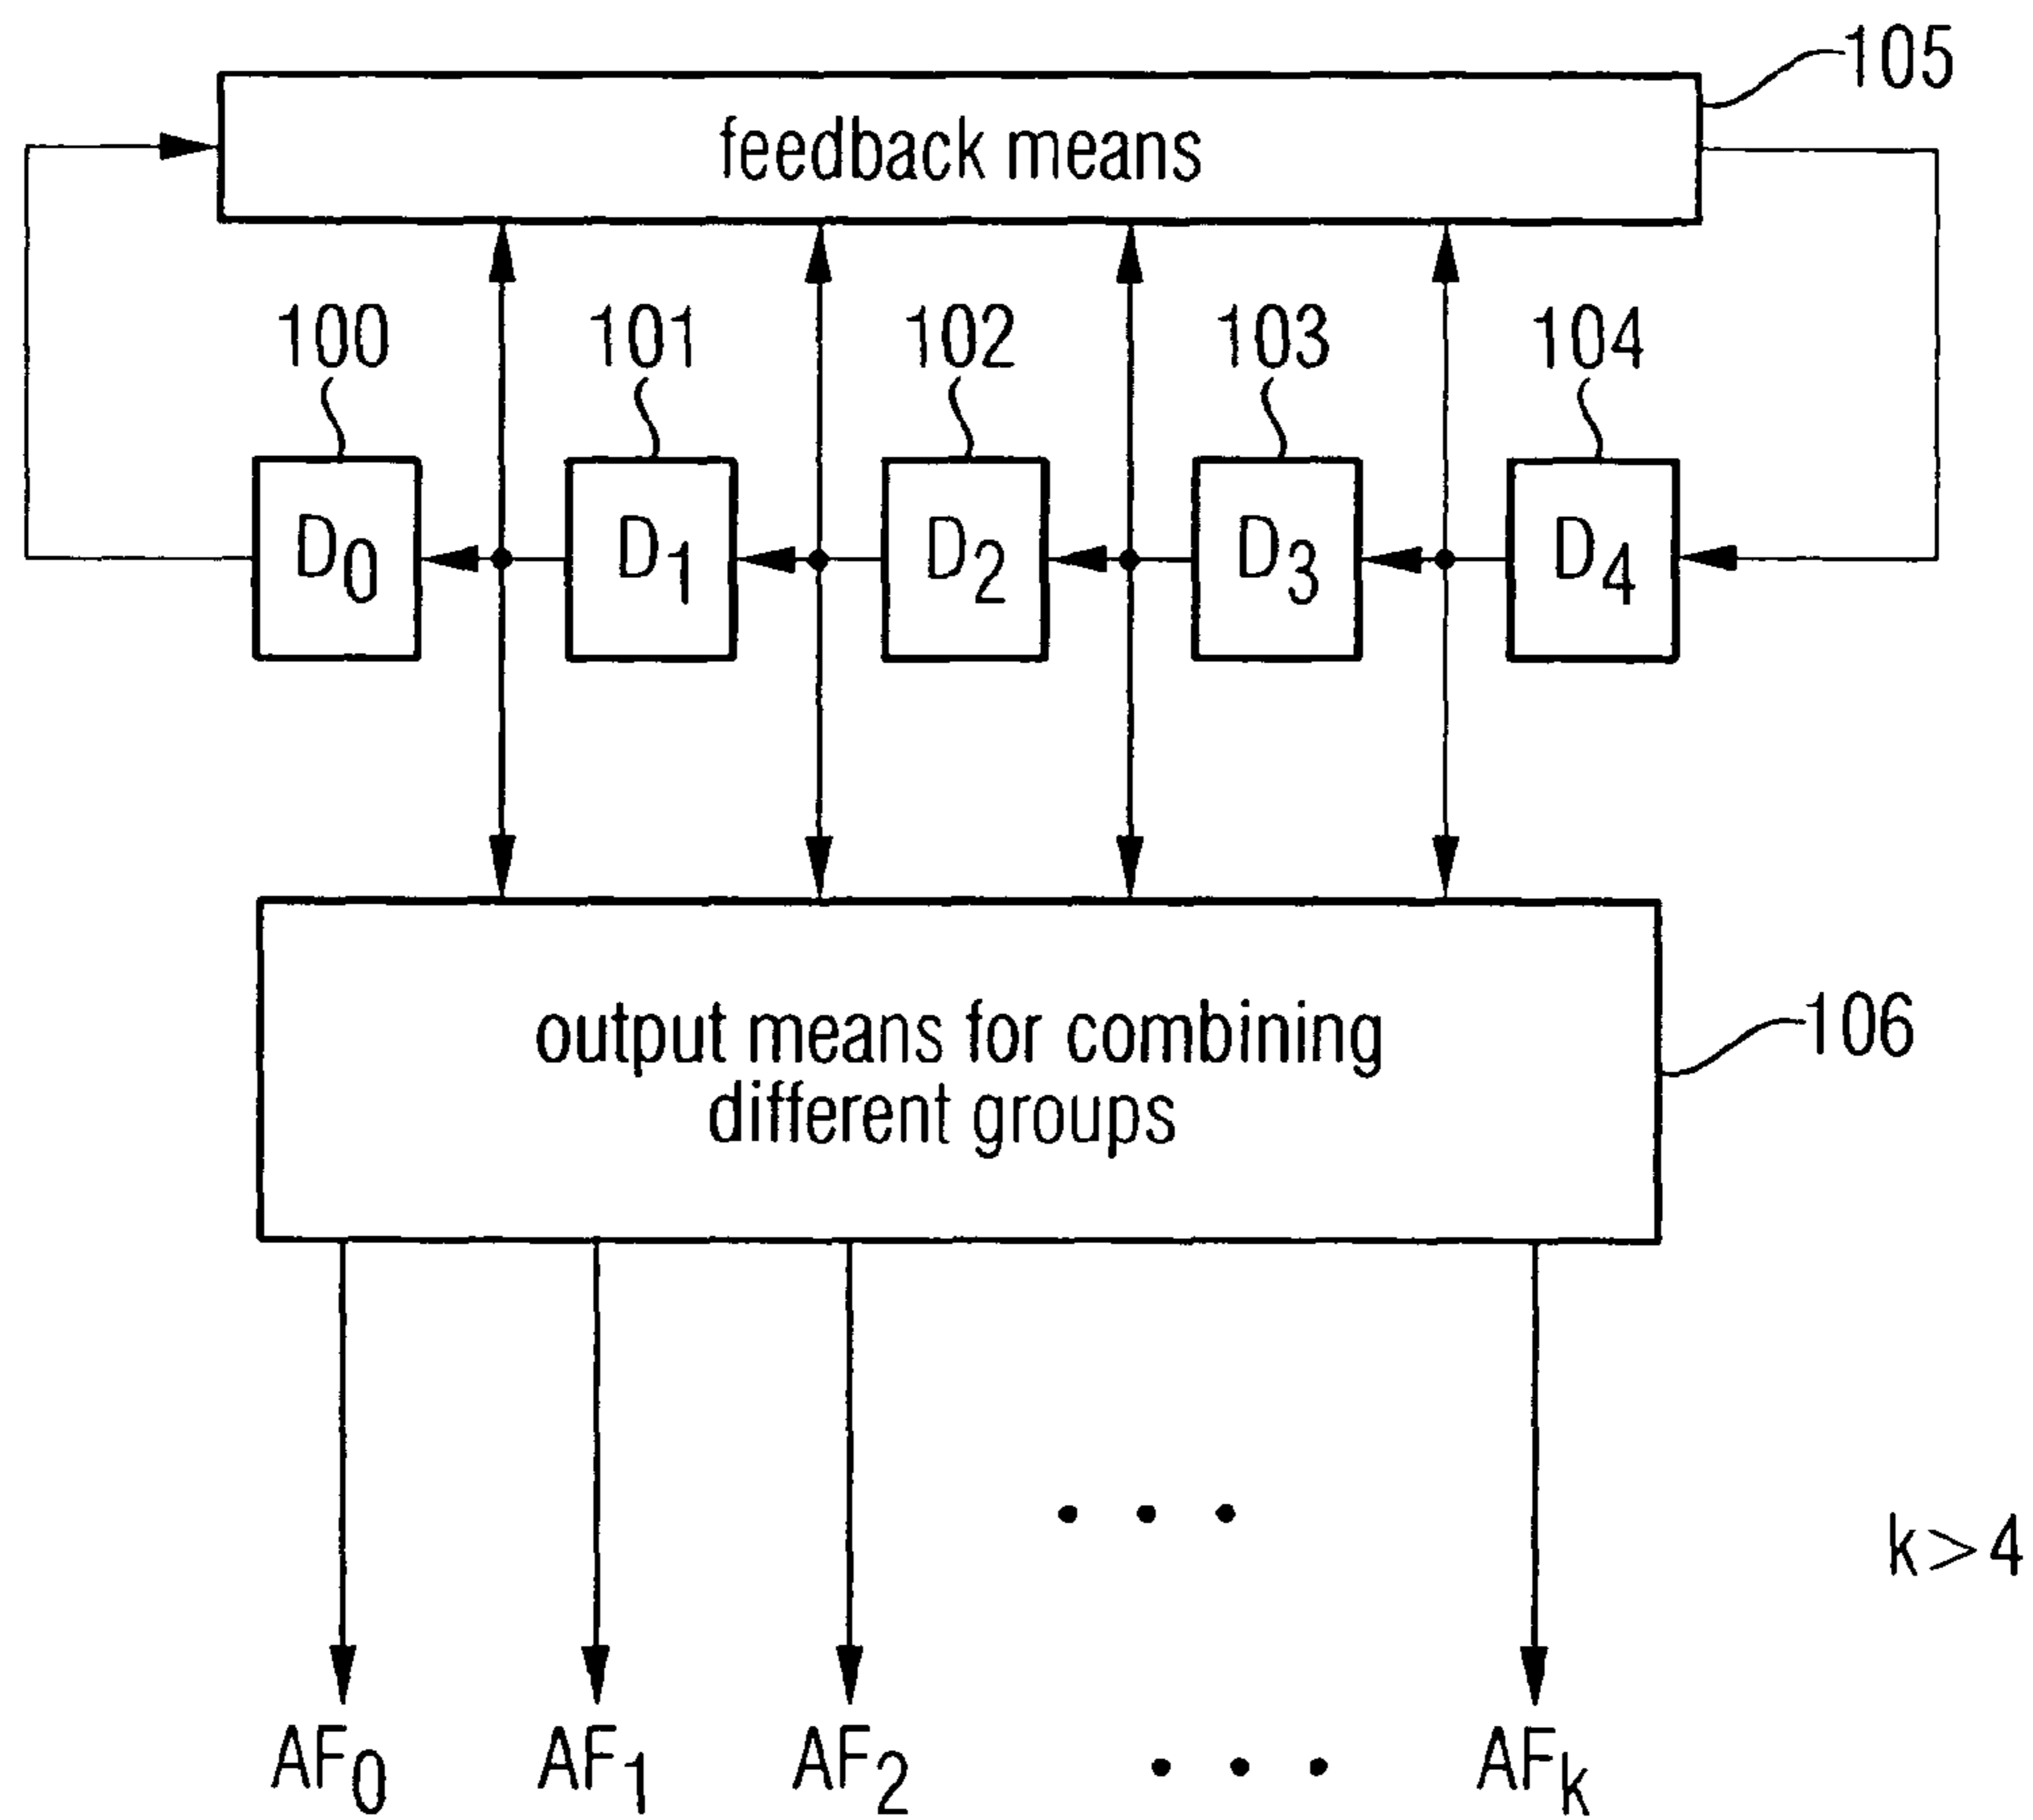 105
feedback means
100 101 102 103 104
D0 D1 D2 D3 D4
output means for combining
different groups
106
. . .
k>4
AF0 AF1 AF2 . . . AFk